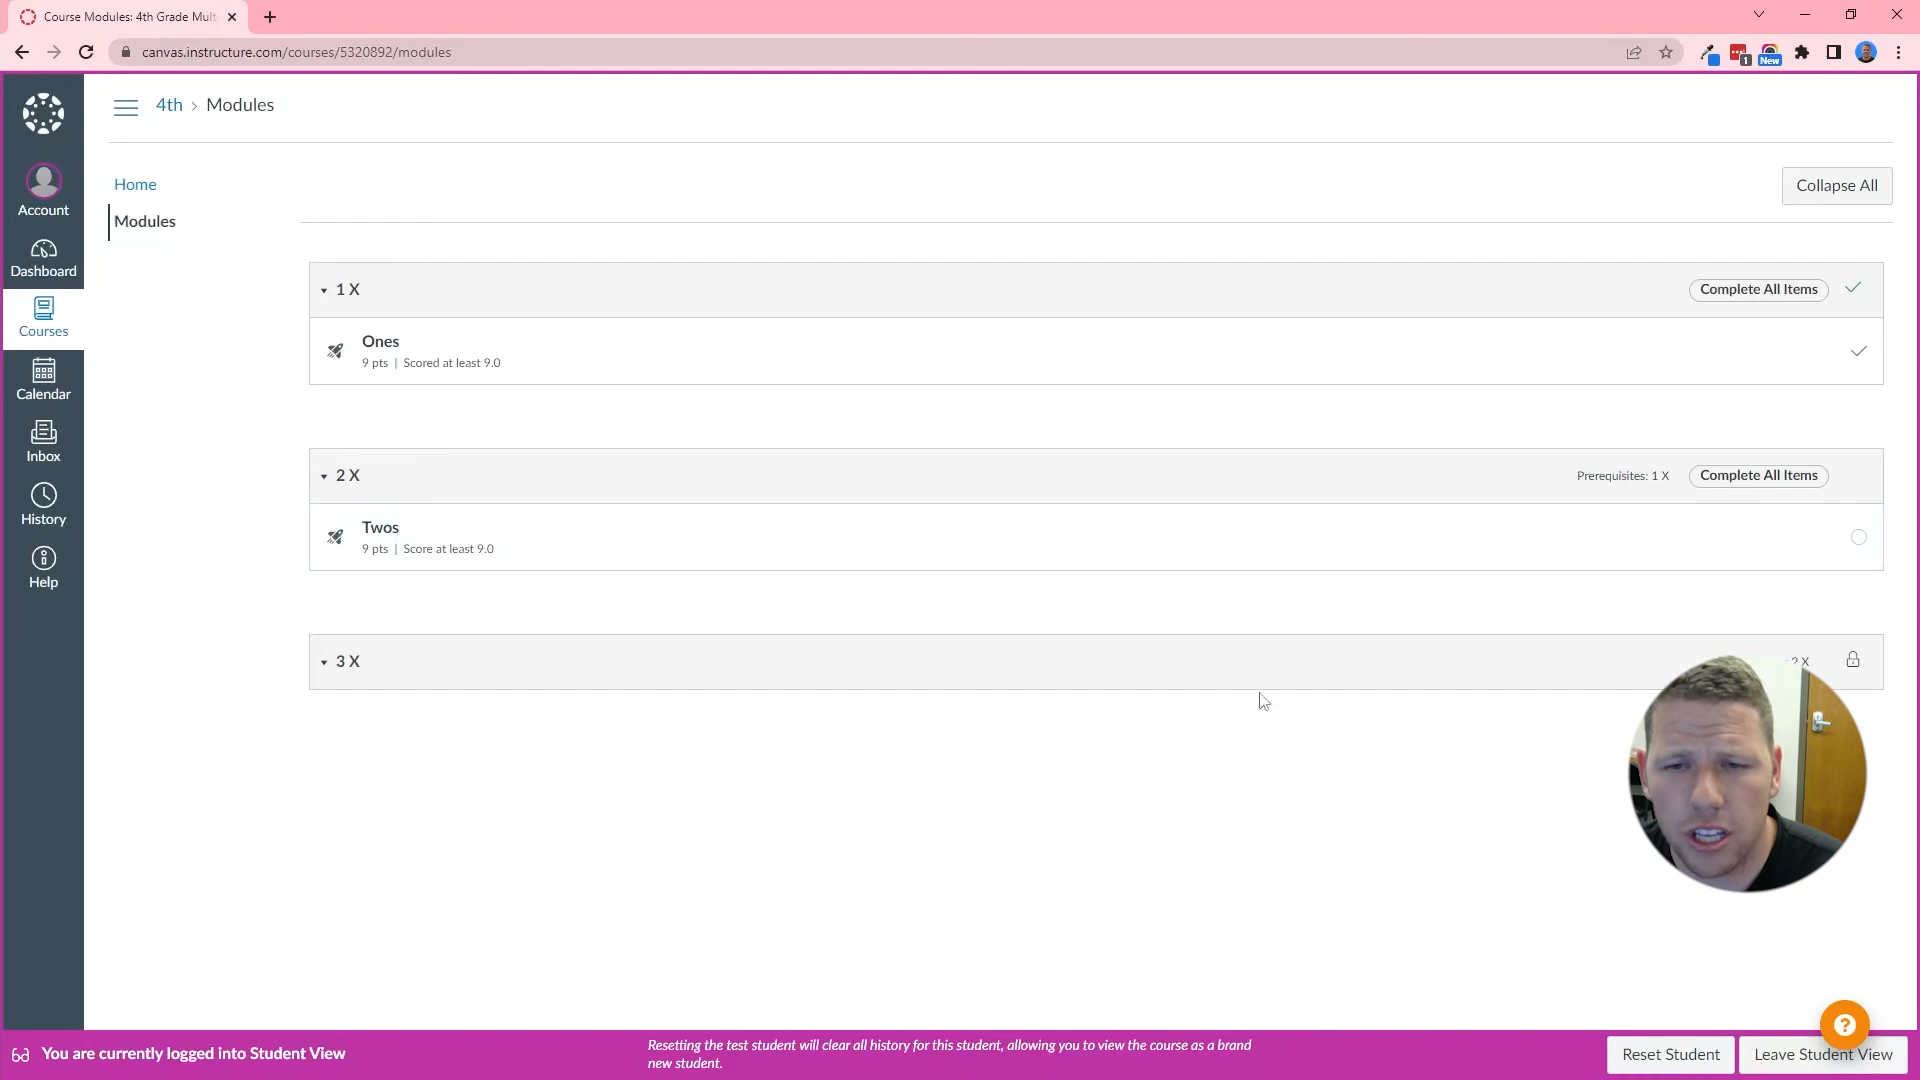 Course Modules: 4th Grade Mult
canvas.instructure.com/courses/5320892/modules
1
New
4th › Modules
Account
Dashboard
Courses
Calendar
Inbox
History
Help
Home
Modules
Collapse All
1 X
Complete All Items
Ones
9 pts | Scored at least 9.0
2 X
Prerequisites: 1 X
Complete All Items
Twos
9 pts | Score at least 9.0
3 X
2 X
You are currently logged into Student View
Resetting the test student will clear all history for this student, allowing you to view the course as a brand
new student.
Reset Student
Leave Student View
?